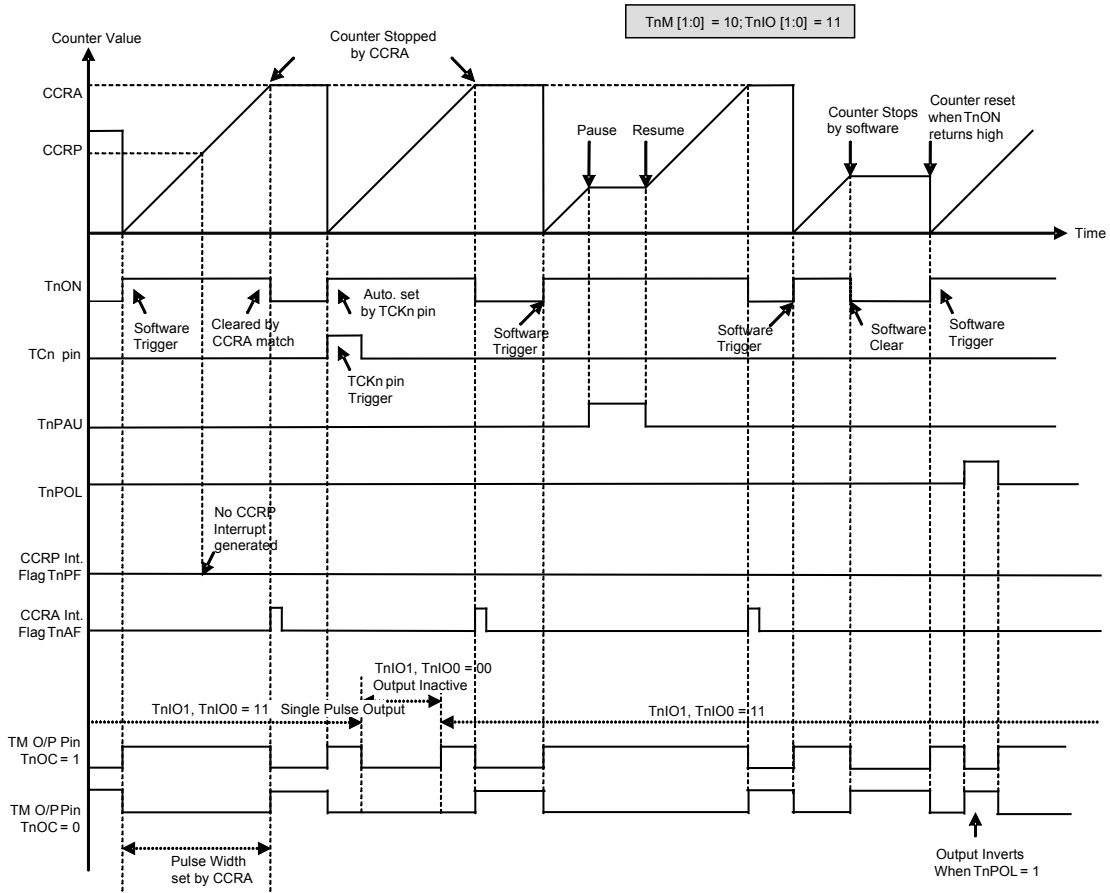 TnM [1:0] = 10; TnIO [1:0] = 11
Counter Value
Counter Stopped
by CCRA
CCRA
CCRP
Pause
Resume
Counter Stops
by software
Counter reset
when TnON
returns high
Time
TnON
Software
Trigger
Cleared by
CCRA match
Auto. set
by TCKn pin
Software
Trigger
Software
Trigger
Software
Clear
Software
Trigger
TCn pin
TCKn pin
Trigger
TnPAU
TnPOL
No CCRP
Interrupt
generated
CCRP Int.
Flag TnPF
CCRA Int.
Flag TnAF
TnIO1, TnIO0 = 00
Output Inactive
TnIO1, TnIO0 = 11 Single Pulse Output
TnIO1, TnIO0 = 11
TM O/P Pin
TnOC = 1
TM O/P Pin
TnOC = 0
Pulse Width
set by CCRA
Output Inverts
When TnPOL = 1